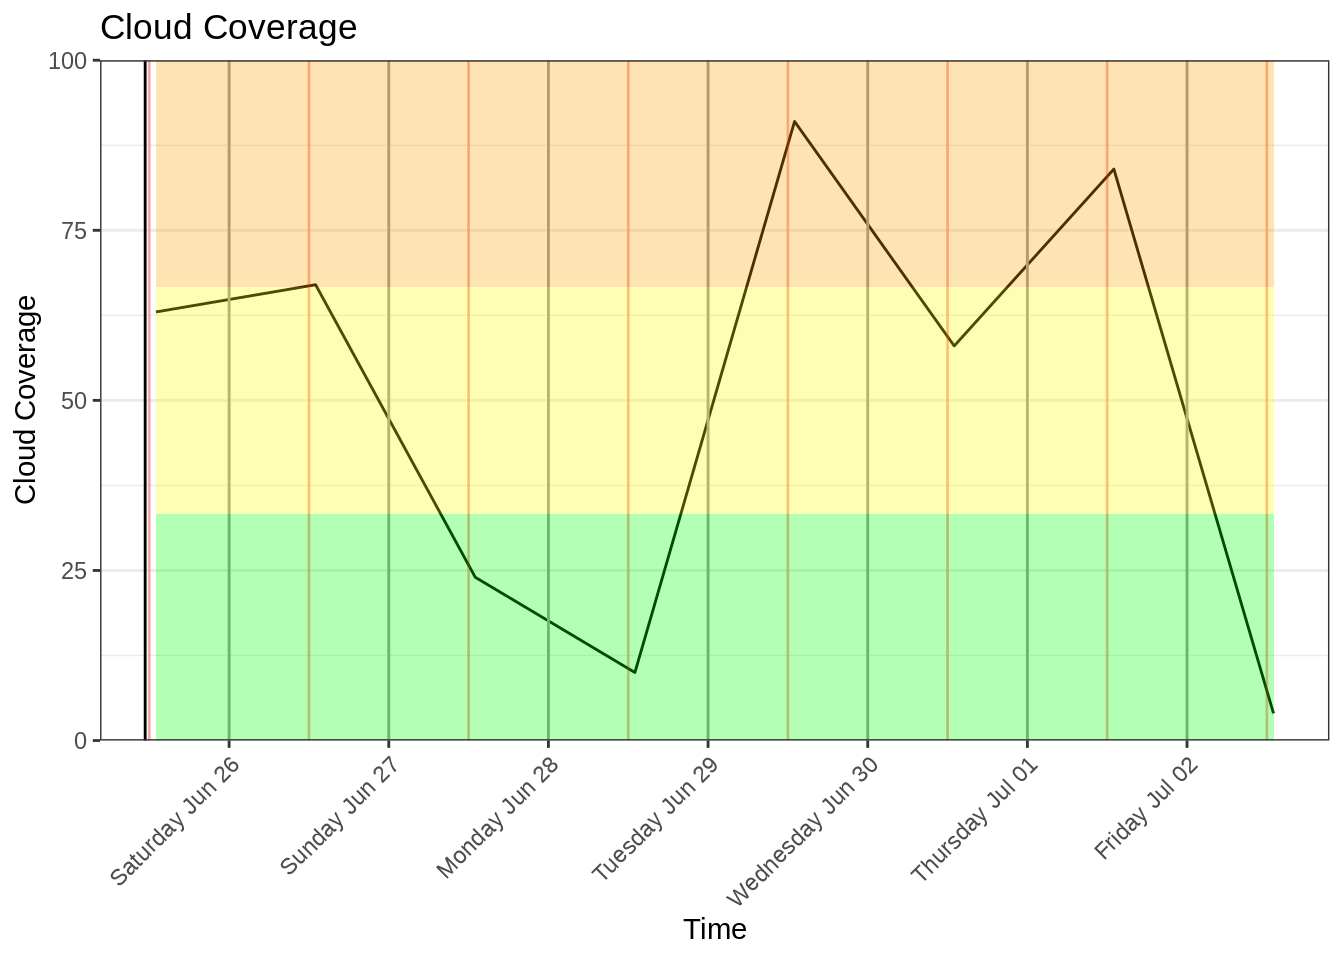 Cloud Coverage
100
75
50
25
0
Cloud Coverage
Saturday Jun 26
Sunday Jun 27
Monday Jun 28
Tuesday Jun 29
Wednesday Jun 30
Thursday Jul 01
Friday Jul 02
Time